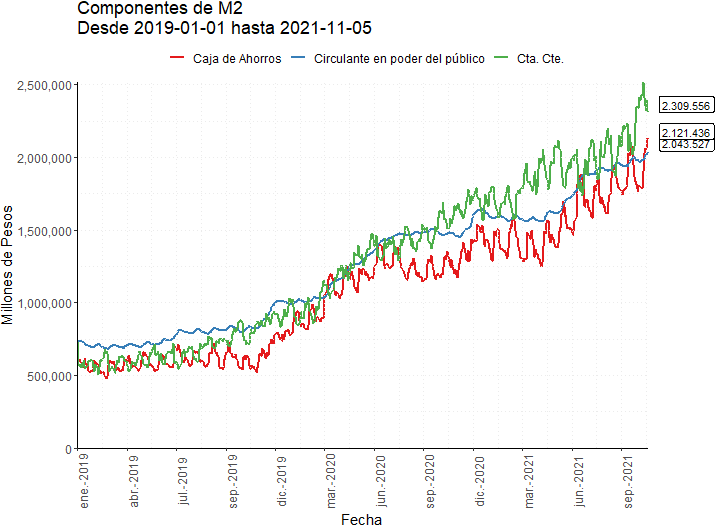 Componentes de M2
Desde 2019-01-01 hasta 2021-11-05
Caja de Ahorros Circulante en poder del público Cta. Cte.
Millones de Pesos
2,500,000
2,000,000
1,500,000
1,000,000
500,000
0
2.309.556
2.121.436
2.043.527
ene.-2019
abr.-2019
jul.-2019
sep.-2019
dic.-2019
mar.-2020
jun.-2020
sep.-2020
dic.-2020
mar.-2021
jun.-2021
sep.-2021
Fecha